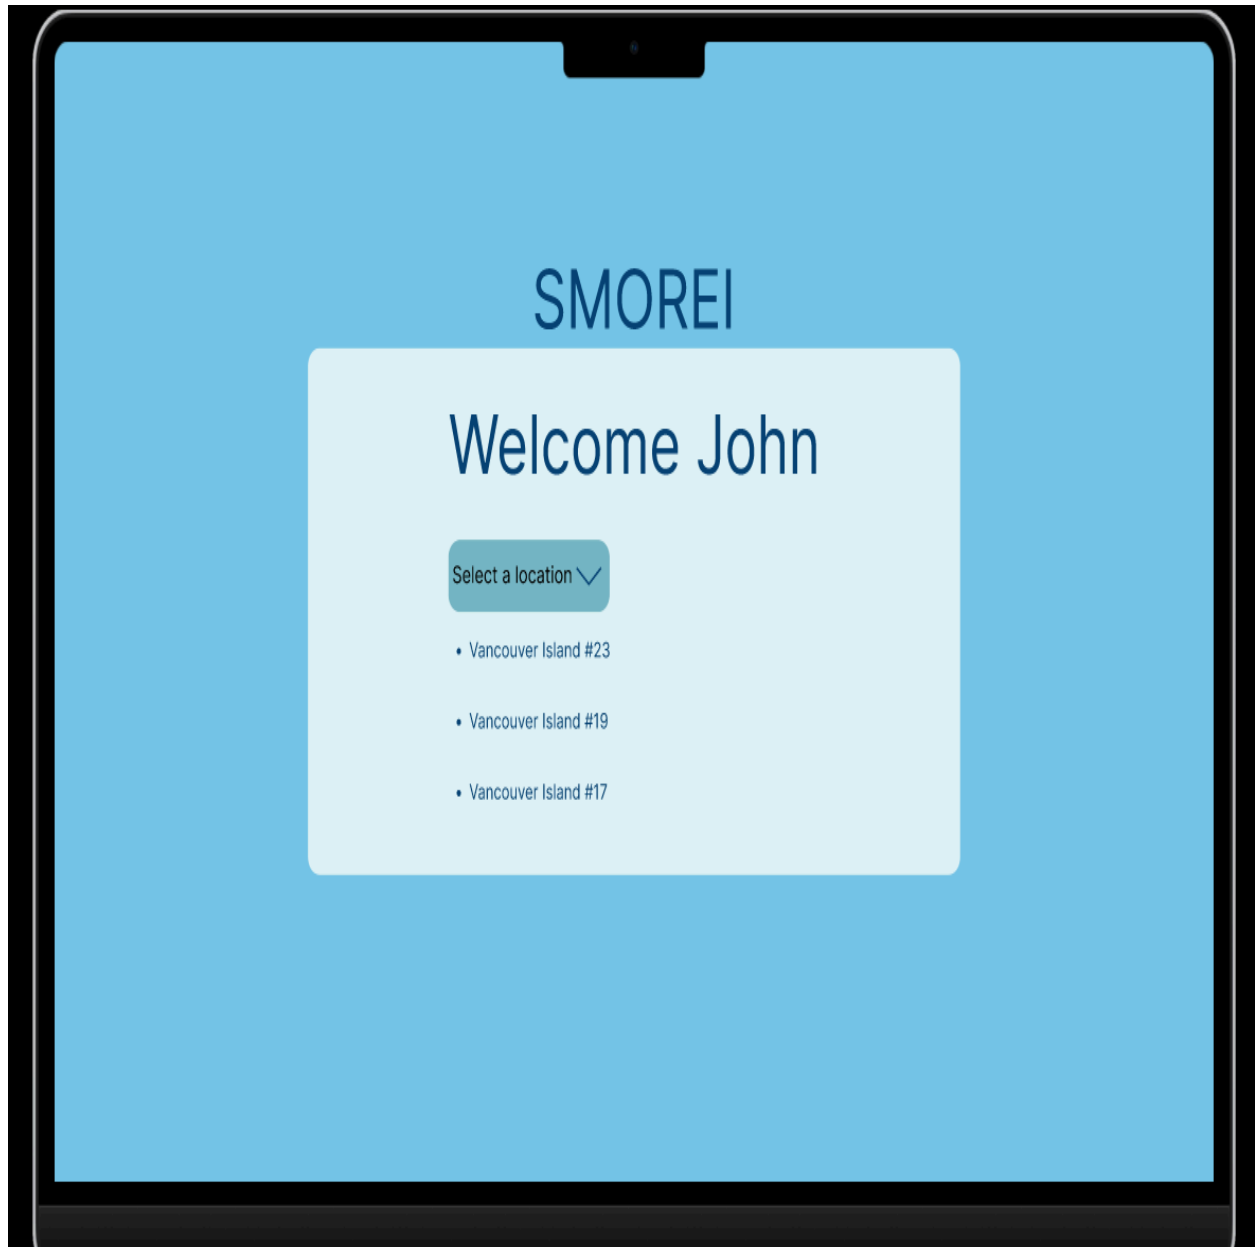 SMOREI
Welcome John
Select a location
• Vancouver Island #23
• Vancouver Island #19
• Vancouver Island #17